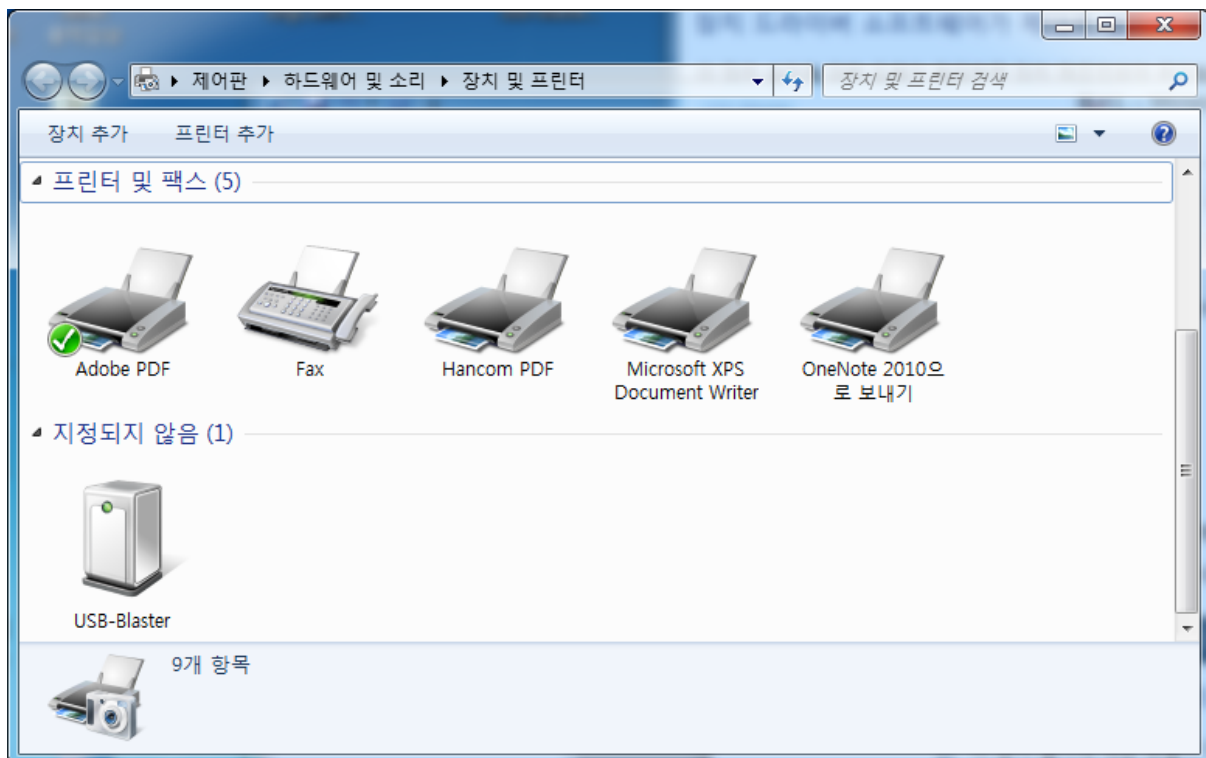 제어판 ▸ 하드웨어 및 소리 ▸ 장치 및 프린터
장치 및 프린터 검색
장치 추가 프린터 추가
프린터 및 팩스 (5)
Adobe PDF
Fax
Hancom PDF
Microsoft XPS
Document Writer
OneNote 2010으
로 보내기
지정되지 않음 (1)
USB-Blaster
9개 항목